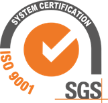 SYSTEM CERTIFICATION
ISO 9001
SGS